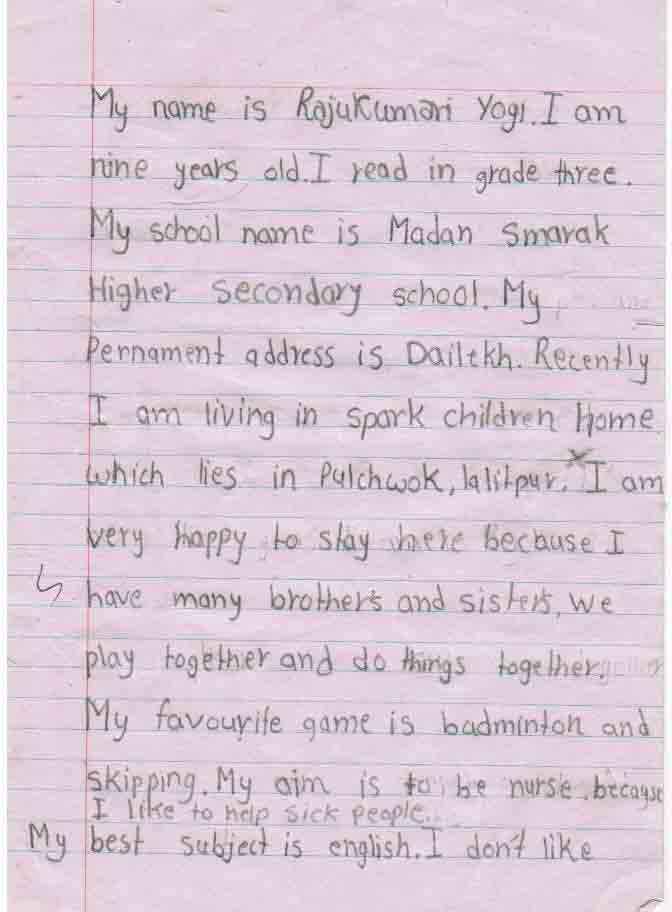 My name is RajuKumari Yogi. I am
nine years old. I read in grade three.
My school name is Madan Smarak
Higher secondary school. My
Pernament address is Dailekh. Recently
I am living in spark children Home
which lies in Pulchwok, lalitpur. I am
very happy to stay here because I
have many brothers and sisters, we
play together and do things together.
My favourite game is badminton and
skipping. My aim is to be nurse. because
I like to help sick people.
My best subject is english. I don't like